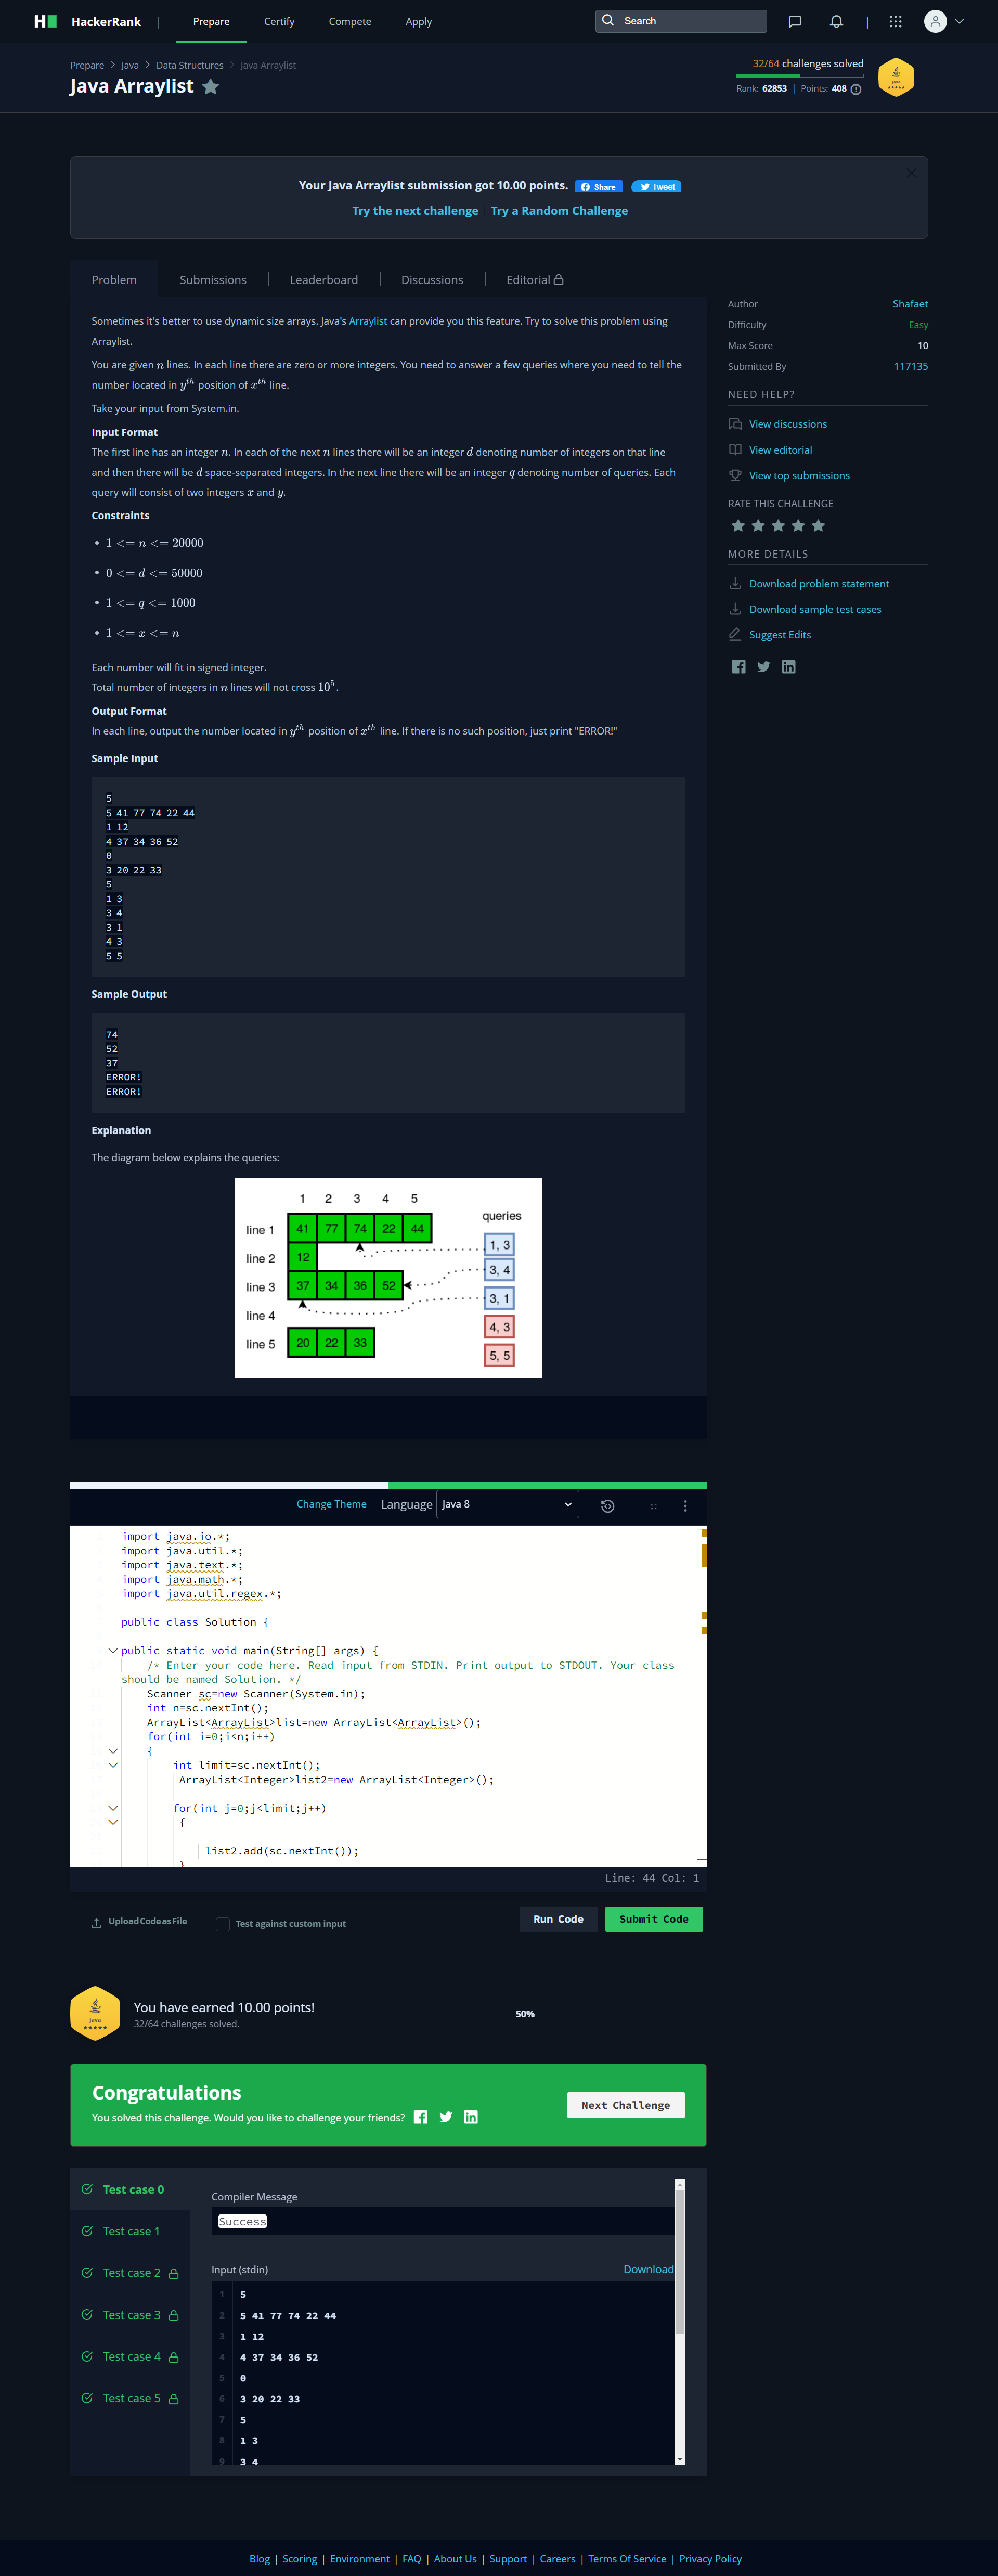 HackerRank | Prepare Certify Compete Apply Search
Prepare > Java > Data Structures > Java Arraylist
Java Arraylist
32/64 challenges solved
Rank: 62853 | Points: 408
Java
Your Java Arraylist submission got 10.00 points. Share Tweet
Try the next challenge Try a Random Challenge
Problem Submissions Leaderboard Discussions Editorial
Sometimes it's better to use dynamic size arrays. Java's Arraylist can provide you this feature. Try to solve this problem using
Arraylist.
You are given n lines. In each line there are zero or more integers. You need to answer a few queries where you need to tell the
number located in yth position of xth line.
Take your input from System.in.
Input Format
The first line has an integer n. In each of the next n lines there will be an integer d denoting number of integers on that line
and then there will be d space-separated integers. In the next line there will be an integer q denoting number of queries. Each
query will consist of two integers x and y.
Constraints
• 1 <= n <= 20000
• 0 <= d <= 50000
• 1 <= q <= 1000
• 1 <= x <= n
Each number will fit in signed integer.
Total number of integers in n lines will not cross 10^5.
Output Format
In each line, output the number located in yth position of xth line. If there is no such position, just print "ERROR!"
Sample Input
5
5 41 77 74 22 44
1 12
4 37 34 36 52
0
3 20 22 33
5
1 3
3 4
3 1
4 3
5 5
Sample Output
74
52
37
ERROR!
ERROR!
Explanation
The diagram below explains the queries:
1 2 3 4 5
queries
line 1 41 77 74 22 44
1, 3
line 2 12
3, 4
line 3 37 34 36 52
3, 1
line 4
4, 3
line 5 20 22 33
5, 5
Author Shafaet
Difficulty Easy
Max Score 10
Submitted By 117135
NEED HELP?
View discussions
View editorial
View top submissions
RATE THIS CHALLENGE
MORE DETAILS
Download problem statement
Download sample test cases
Suggest Edits
Change Theme Language Java 8
import java.io.*;
import java.util.*;
import java.text.*;
import java.math.*;
import java.util.regex.*;
public class Solution {
public static void main(String[] args) {
/* Enter your code here. Read input from STDIN. Print output to STDOUT. Your class
should be named Solution. */
Scanner sc=new Scanner(System.in);
int n=sc.nextInt();
ArrayList<ArrayList>list=new ArrayList<ArrayList>();
for(int i=0;i<n;i++)
{
int limit=sc.nextInt();
ArrayList<Integer>list2=new ArrayList<Integer>();
for(int j=0;j<limit;j++)
{
list2.add(sc.nextInt());
}
Line: 44 Col: 1
Upload Code as File Test against custom input Run Code Submit Code
Java
You have earned 10.00 points!
32/64 challenges solved.
50%
Congratulations
You solved this challenge. Would you like to challenge your friends?
Next Challenge
Test case 0
Test case 1
Test case 2
Test case 3
Test case 4
Test case 5
Compiler Message
Success
Input (stdin) Download
1 5
2 5 41 77 74 22 44
3 1 12
4 4 37 34 36 52
5 0
6 3 20 22 33
7 5
8 1 3
9 3 4
Blog | Scoring | Environment | FAQ | About Us | Support | Careers | Terms Of Service | Privacy Policy